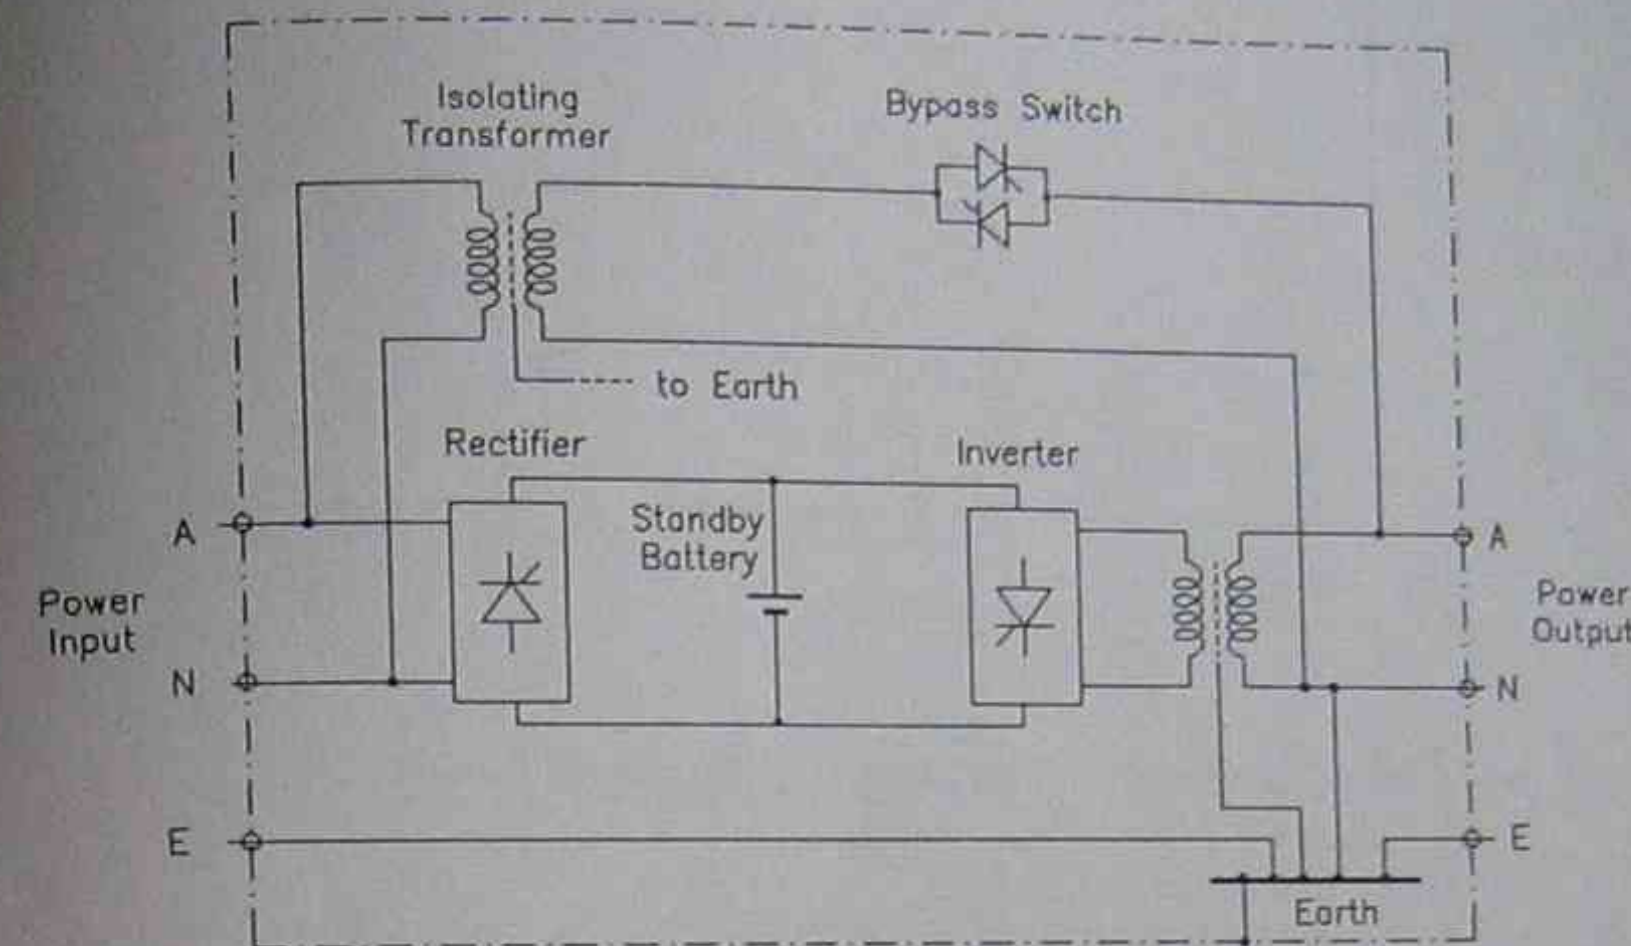 Isolating
Transformer
Bypass Switch
to Earth
Rectifier
Inverter
Standby
Battery
A
A
Power
Input
Power
Output
N
N
E
E
Earth